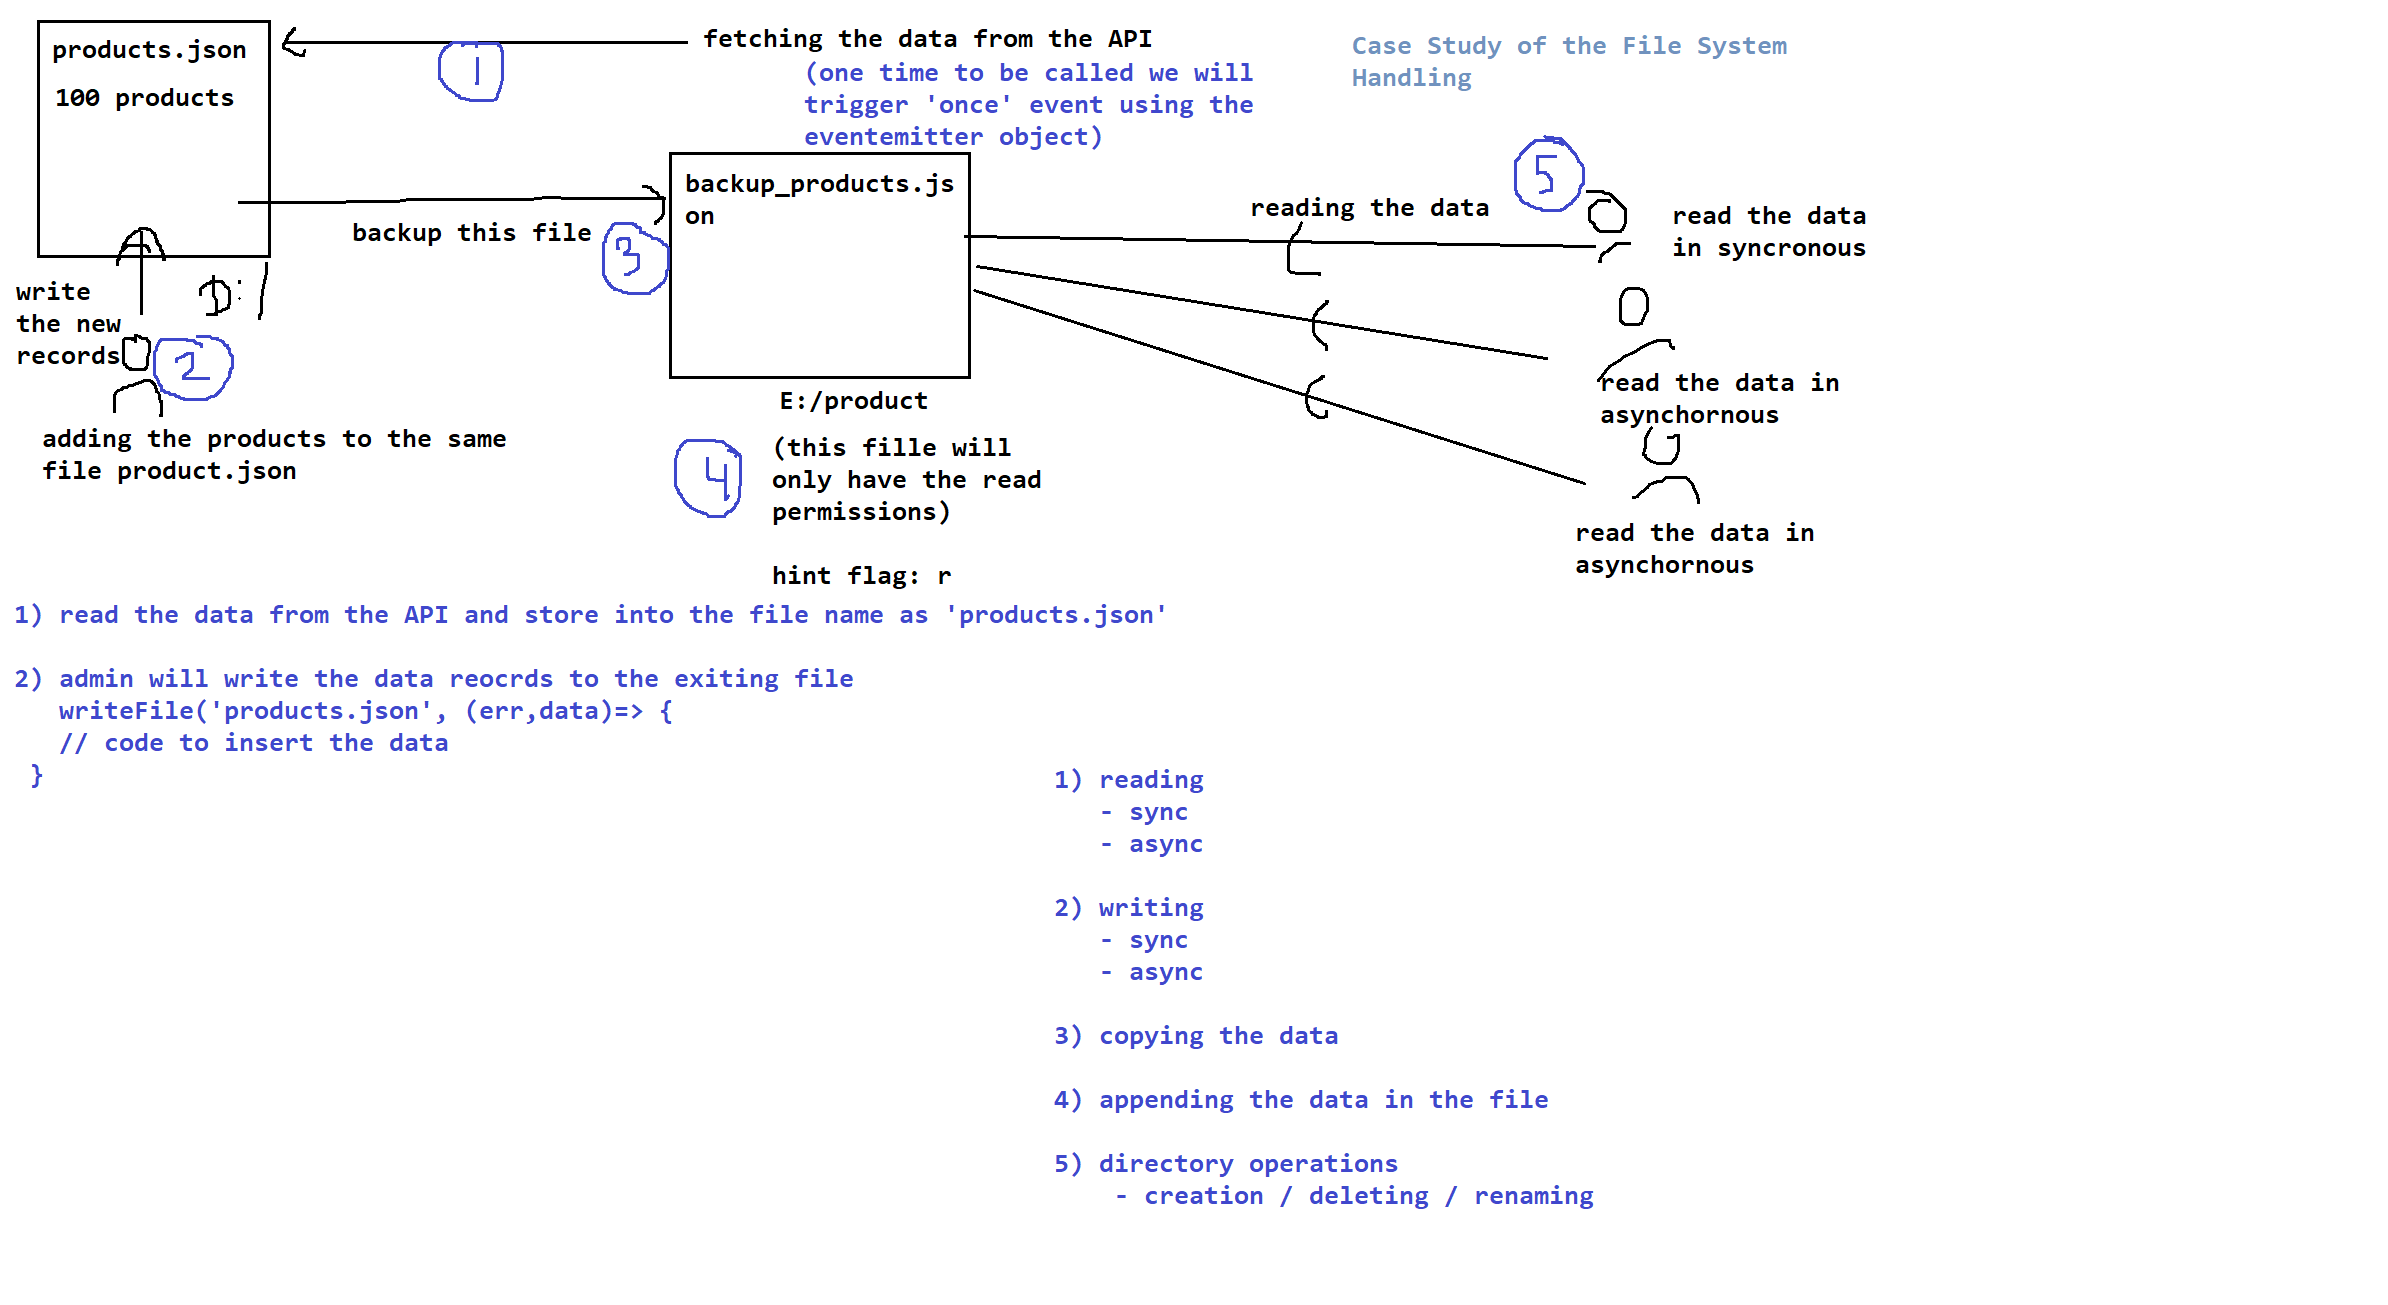 products.json
100 products
1
fetching the data from the API
(one time to be called we will
trigger 'once' event using the
eventemitter object)
Case Study of the File System
Handling
backup_products.js
on
backup this file
3
write
the new
records
D:/
2
adding the products to the same
file product.json
E:/product
4
(this fille will
only have the read
permissions)
hint flag: r
reading the data
5
read the data
in syncronous
read the data in
asynchornous
read the data in
asynchornous
1) read the data from the API and store into the file name as 'products.json'
2) admin will write the data reocrds to the exiting file
writeFile('products.json', (err,data)=> {
// code to insert the data
}
1) reading
- sync
- async
2) writing
- sync
- async
3) copying the data
4) appending the data in the file
5) directory operations
- creation / deleting / renaming